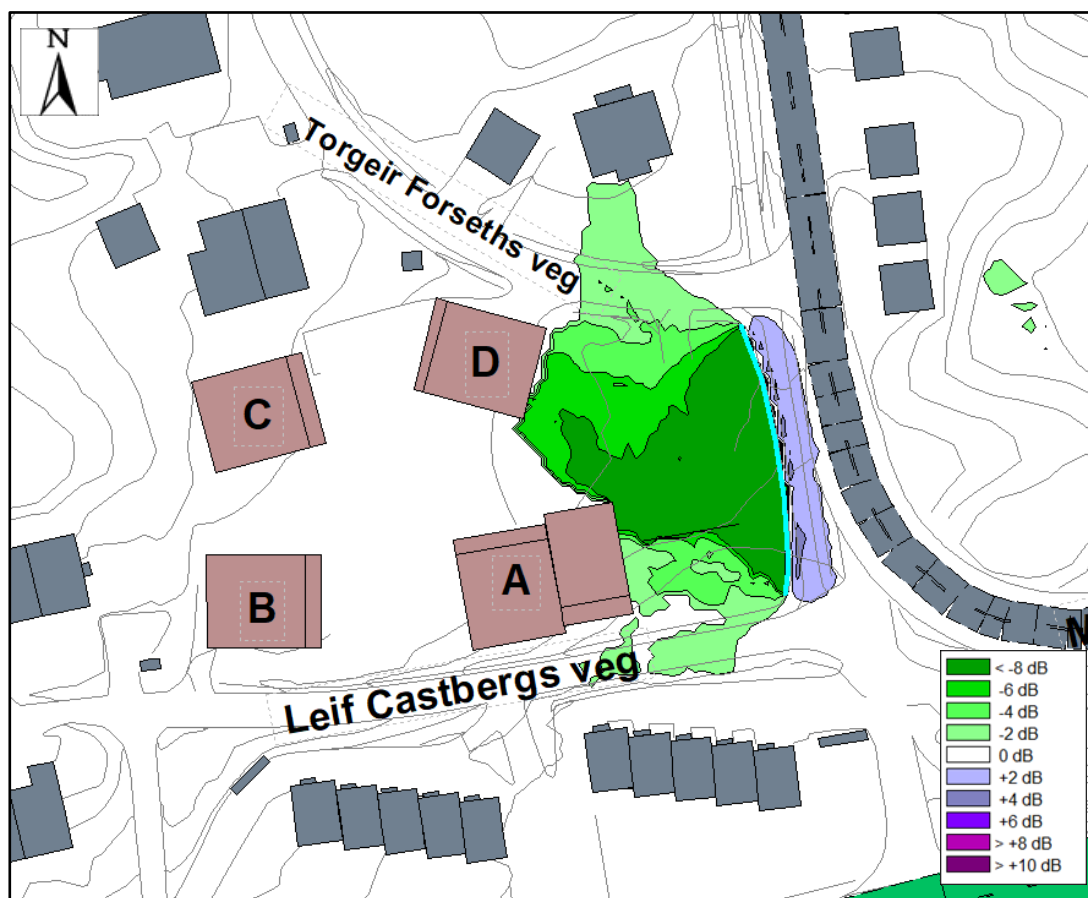 N
Torgeir Forseths veg
D
C
A
B
Leif Castbergs veg
M
< -8 dB
-6 dB
-4 dB
-2 dB
0 dB
+2 dB
+4 dB
+6 dB
> +8 dB
> +10 dB